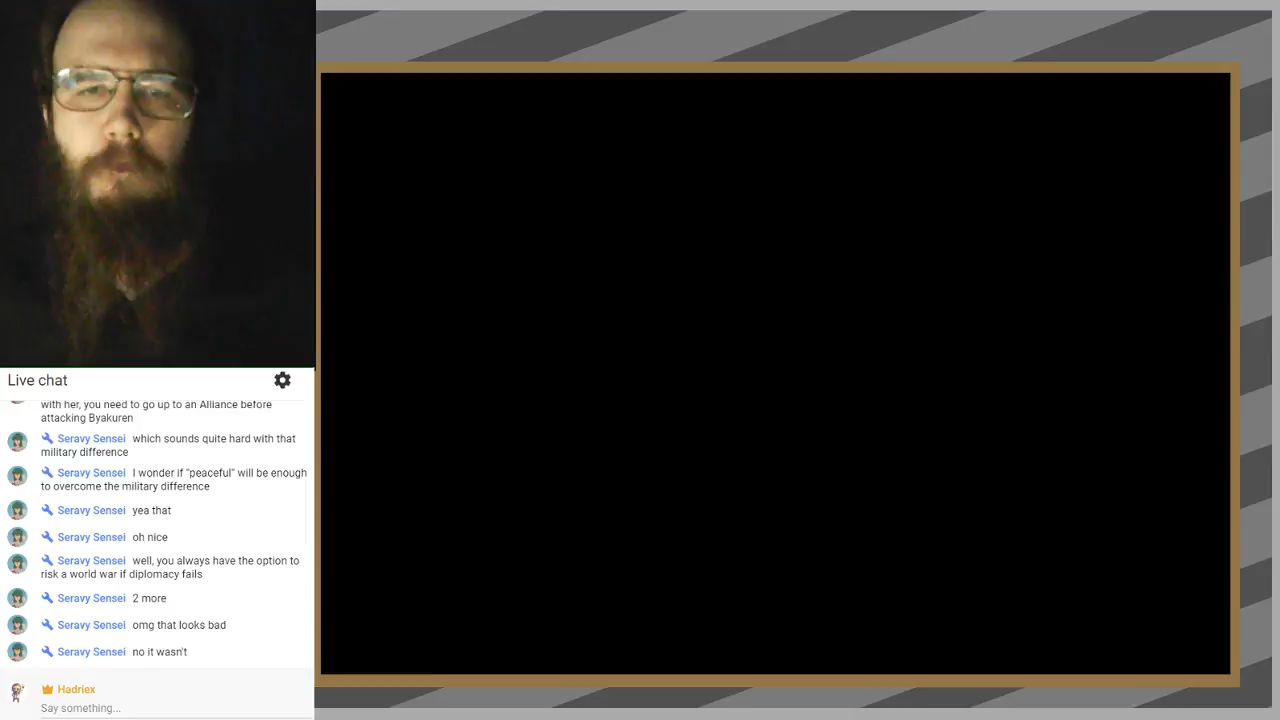 Live chat
with her, you need to go up to an Alliance before
attacking Byakuren
Seravy Sensei which sounds quite hard with that
military difference
Seravy Sensei I wonder if "peaceful" will be enough
to overcome the military difference
Seravy Sensei yea that
Seravy Sensei oh nice
Seravy Sensei well, you always have the option to
risk a world war if diplomacy fails
Seravy Sensei 2 more
Seravy Sensei omg that looks bad
Seravy Sensei no it wasn't
Hadriex
Say something...